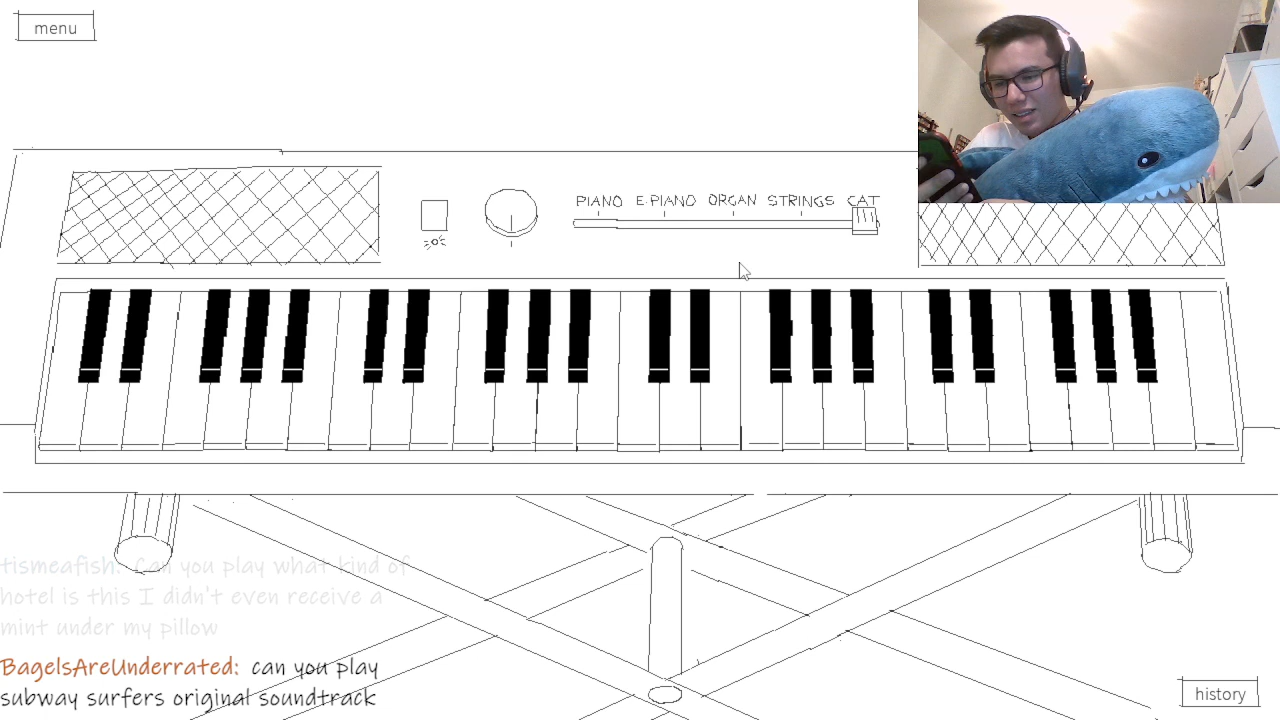 menu
PIANO E.PIANO ORGAN STRINGS CAT
tismeafish: Can you play what kind of
hotel is this I didn't even receive a
mint under my pillow
BagelsAreUnderrated: can you play
subway surfers original soundtrack
history